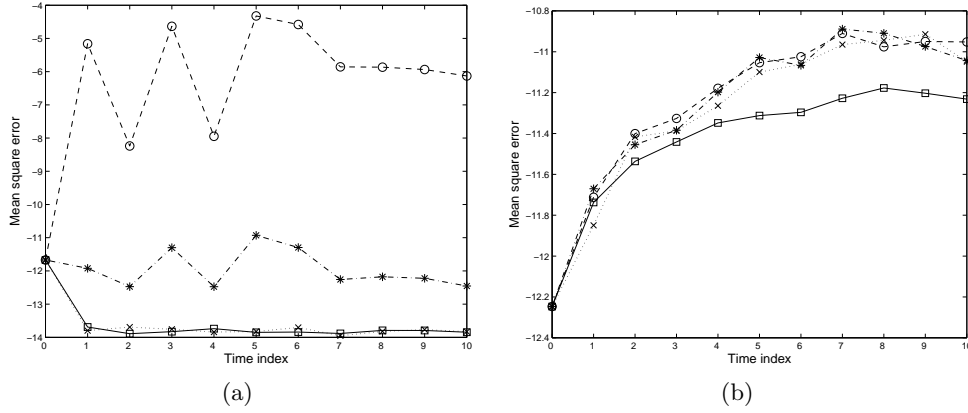 −4
−5
−6
−7
−8
−9
−10
−11
−12
−13
−14
Mean square error
0 1 2 3 4 5 6 7 8 9 10
Time index
(a)
−10.8
−11
−11.2
−11.4
−11.6
−11.8
−12
−12.2
−12.4
Mean square error
0 1 2 3 4 5 6 7 8 9 10
Time index
(b)